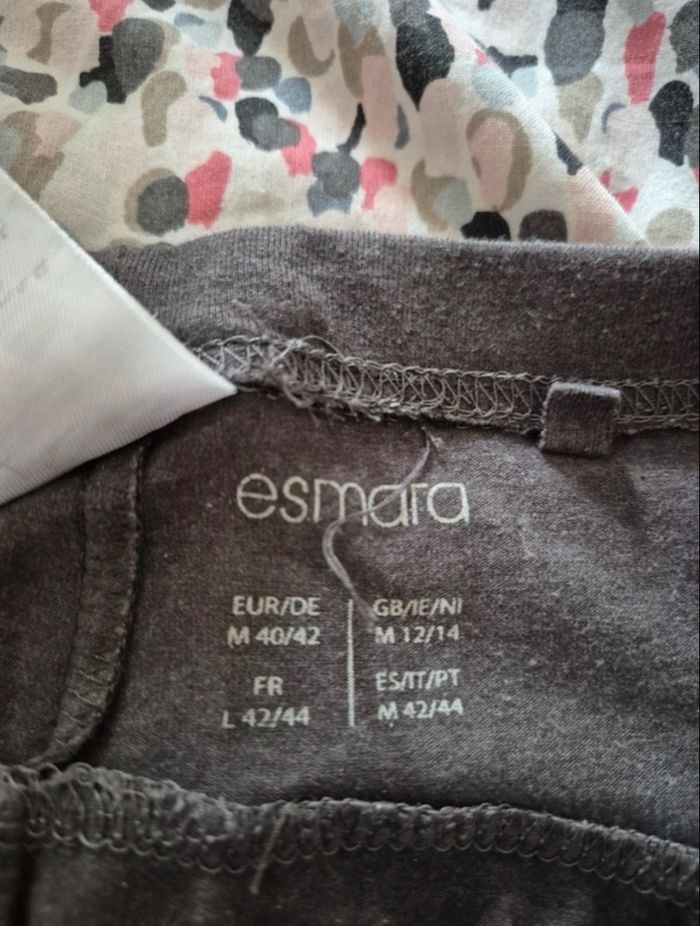 esmara
EUR/DE
M 40/42
FR
L 42/44
GB/IE/NI
M 12/14
ES/IT/PT
M 42/44